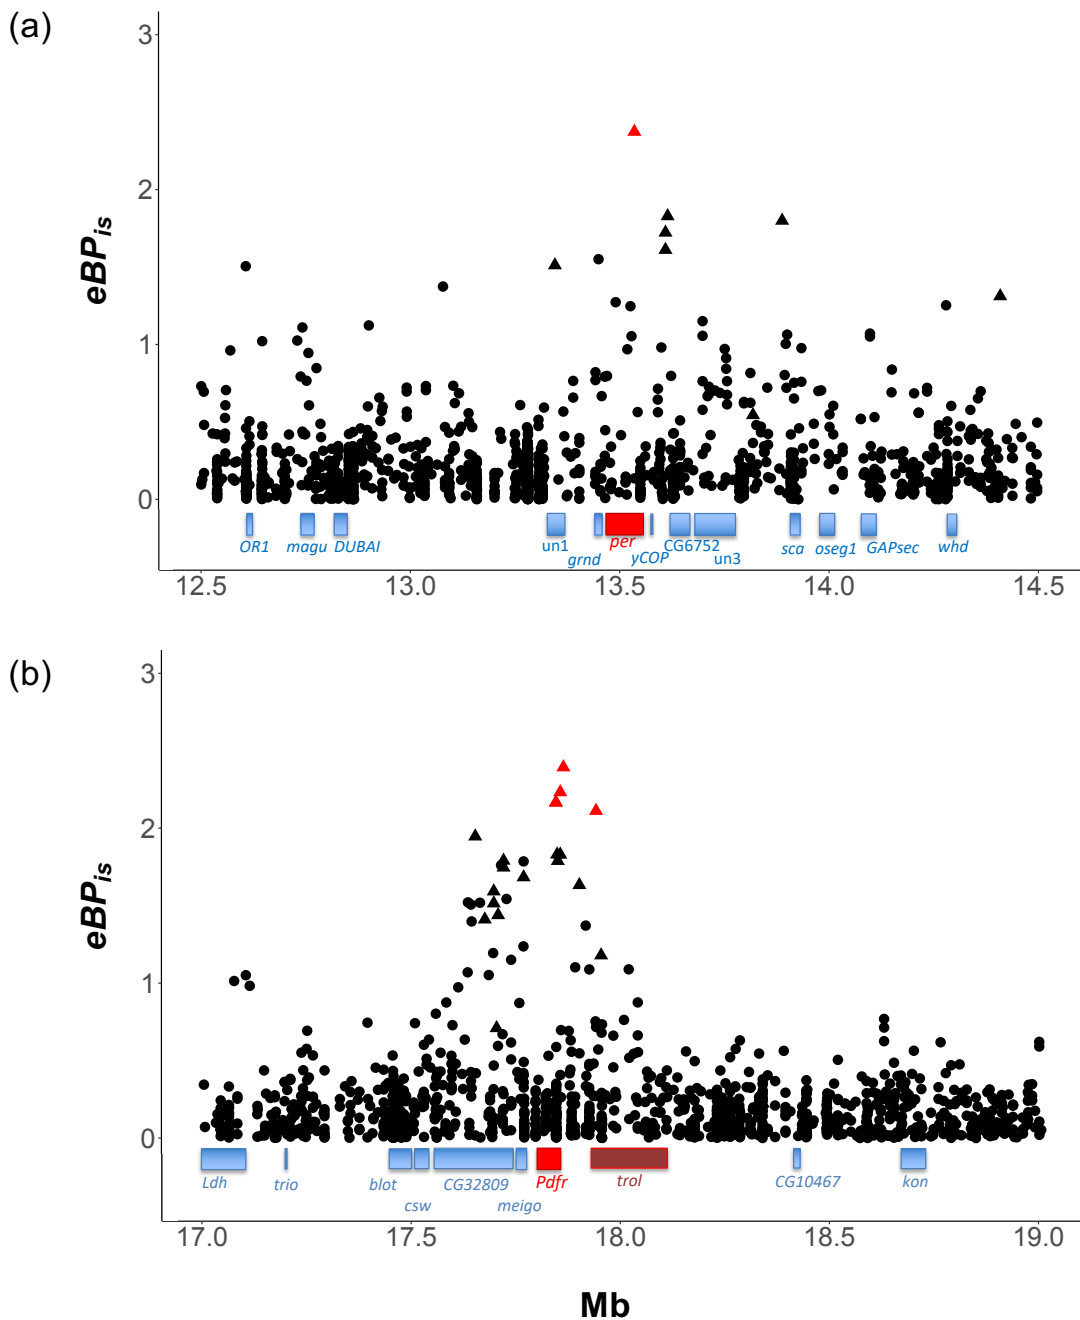 (a)
3
2
1
0
eBPis
OR1 magu DUBAI un1 grnd per yCOP CG6752 un3 sca oseg1 GAPsec whd
12.5 13.0 13.5 14.0 14.5
(b)
3
2
1
0
eBPis
Ldh trio blot csw CG32809 meigo Pdfr trol CG10467 kon
17.0 17.5 18.0 18.5 19.0
Mb